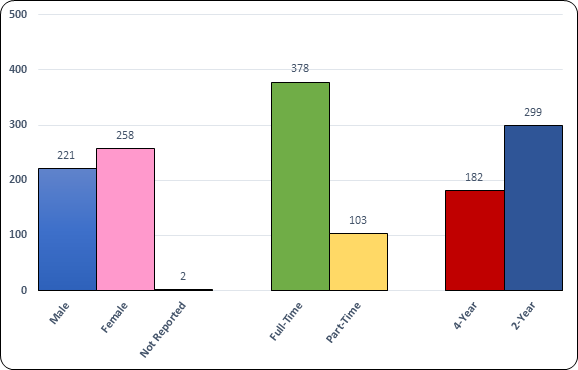 500
400
300
200
100
0
221
258
2
378
103
182
299
Male
Female
Not Reported
Full-Time
Part-Time
4-Year
2-Year